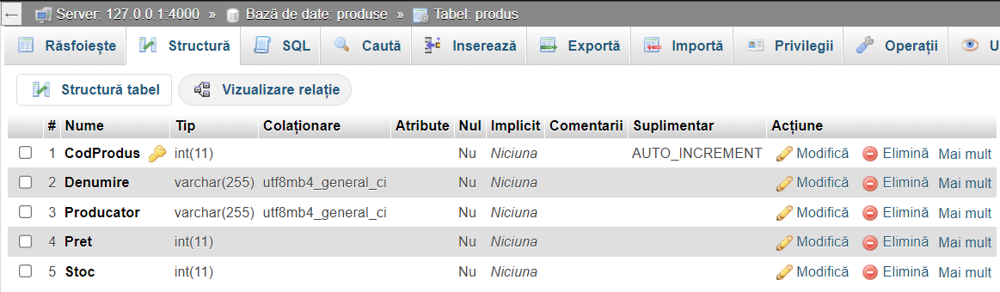 ← Server: 127.0.0.1:4000 » Bază de date: produse » Tabel: produs
Răsfoiește Structură SQL Caută Inserează Exportă Importă Privilegii Operații U
Structură tabel Vizualizare relație
# Nume Tip Colaționare Atribute Nul Implicit Comentarii Suplimentar Acțiune
1 CodProdus int(11) Nu Niciuna AUTO_INCREMENT Modifică Elimină Mai mult
2 Denumire varchar(255) utf8mb4_general_ci Nu Niciuna Modifică Elimină Mai mult
3 Producator varchar(255) utf8mb4_general_ci Nu Niciuna Modifică Elimină Mai mult
4 Pret int(11) Nu Niciuna Modifică Elimină Mai mult
5 Stoc int(11) Nu Niciuna Modifică Elimină Mai mult